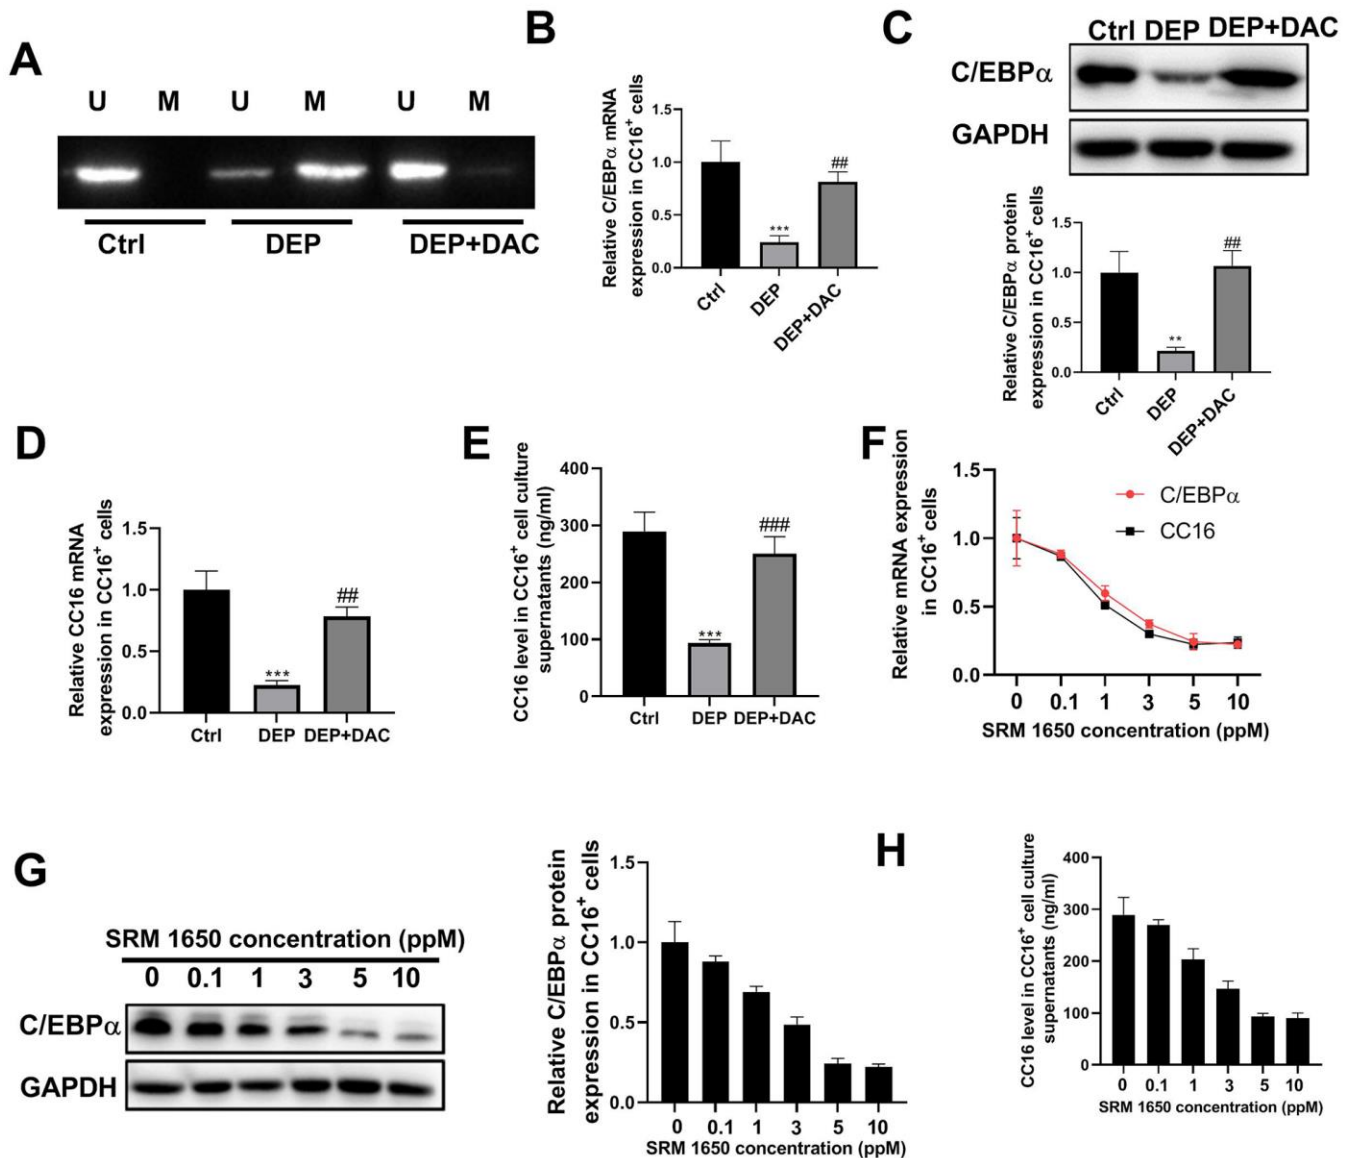 A
U M U M U M
Ctrl DEP DEP+DAC
B
Relative C/EBPα mRNA
expression in CC16⁺ cells
1.5
1.0
0.5
0.0
***
##
Ctrl
DEP
DEP+DAC
C
Ctrl DEP DEP+DAC
C/EBPα
GAPDH
Relative C/EBPα protein
expression in CC16⁺ cells
1.5
1.0
0.5
0.0
**
##
Ctrl
DEP
DEP+DAC
D
Relative CC16 mRNA
expression in CC16⁺ cells
1.5
1.0
0.5
0.0
***
##
Ctrl DEP DEP+DAC
E
CC16 level in CC16⁺ cell culture
supernatants (ng/ml)
400
300
200
100
0
***
###
Ctrl DEP DEP+DAC
F
Relative mRNA expression
in CC16⁺ cells
1.5
1.0
0.5
0.0
C/EBPα
CC16
0 0.1 1 3 5 10
SRM 1650 concentration (ppM)
G
SRM 1650 concentration (ppM)
0 0.1 1 3 5 10
C/EBPα
GAPDH
Relative C/EBPα protein
expression in CC16⁺ cells
1.5
1.0
0.5
0.0
0 0.1 1 3 5 10
SRM 1650 concentration (ppM)
H
CC16 level in CC16⁺ cell culture
supernatants (ng/ml)
400
300
200
100
0
0 0.1 1 3 5 10
SRM 1650 concentration (ppM)